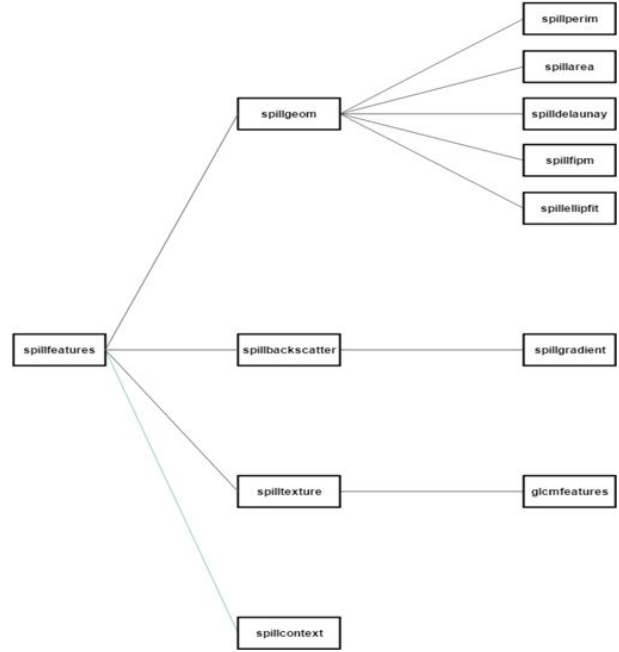 spillperim
spillarea
spillgeom
spilldelaunay
spillfipm
spillellipfit
spillfeatures
spillbackscatter
spillgradient
spilltexture
glcmfeatures
spillcontext